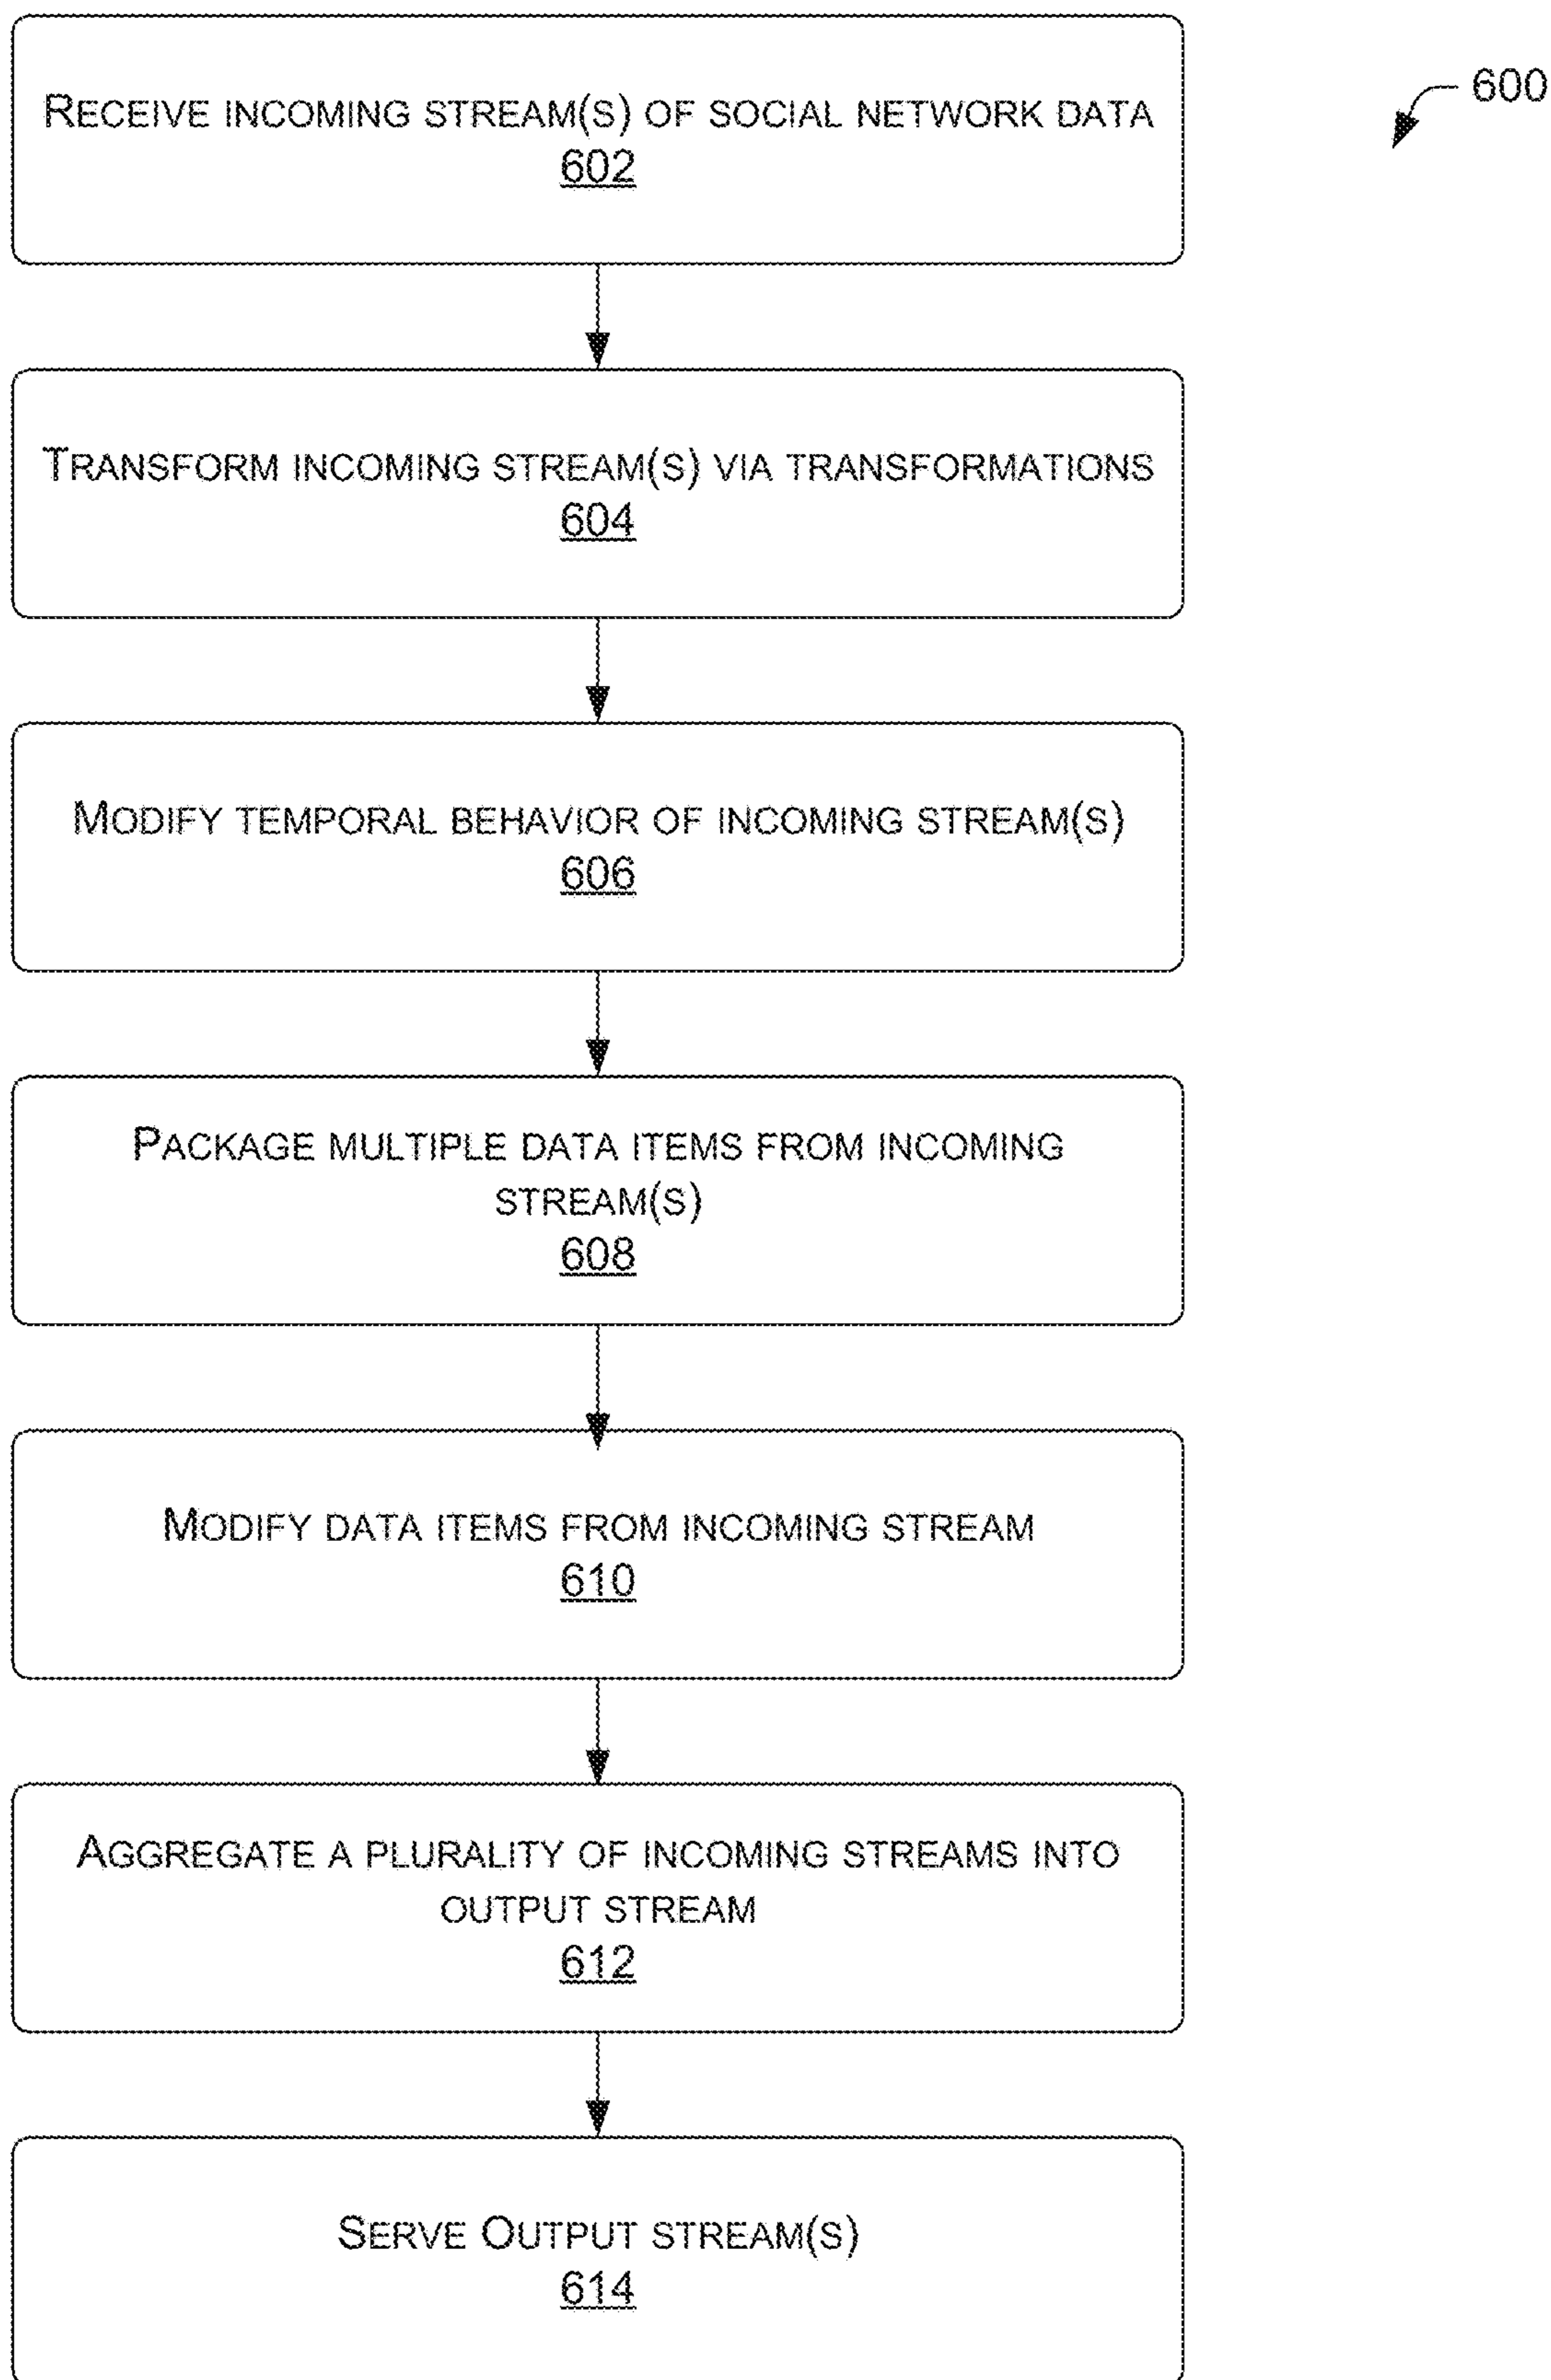 RECEIVE INCOMING STREAM(S) OF SOCIAL NETWORK DATA
602
600
TRANSFORM INCOMING STREAM(S) VIA TRANSFORMATIONS
604
MODIFY TEMPORAL BEHAVIOR OF INCOMING STREAM(S)
606
PACKAGE MULTIPLE DATA ITEMS FROM INCOMING
STREAM(S)
608
MODIFY DATA ITEMS FROM INCOMING STREAM
610
AGGREGATE A PLURALITY OF INCOMING STREAMS INTO
OUTPUT STREAM
612
SERVE OUTPUT STREAM(S)
614